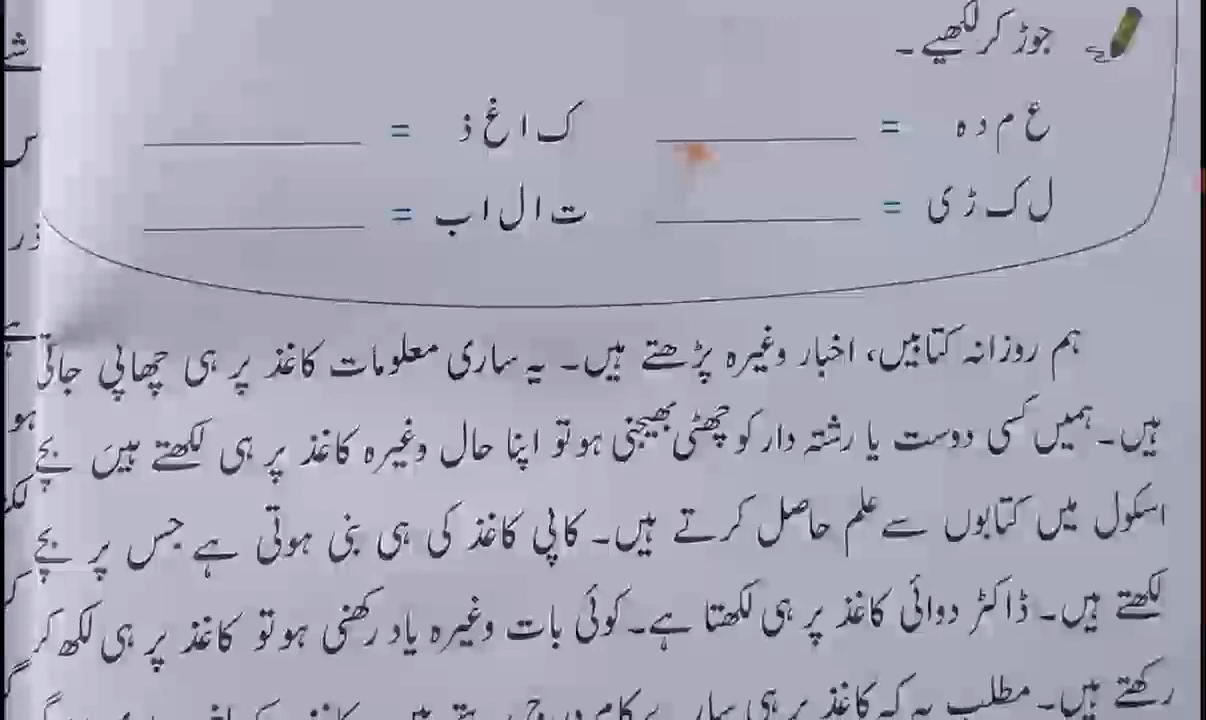 جوڑ کر لکھیے۔
ع م د ہ = ک ا غ ذ =
ل ک ڑ ی = ت ا ل ا ب =
ہم روزانہ کتابیں، اخبار وغیرہ پڑھتے ہیں۔ یہ ساری معلومات کاغذ پر ہی چھاپی جاتی
ہیں۔ ہمیں کسی دوست یا رشتہ دار کو چھٹی بھیجنی ہو تو اپنا حال وغیرہ کاغذ پر ہی لکھتے ہیں بچے
اسکول میں کتابوں سے علم حاصل کرتے ہیں۔ کاپی کاغذ کی ہی بنی ہوتی ہے جس پر بچے
لکھتے ہیں۔ ڈاکٹر دوائی کاغذ پر ہی لکھتا ہے۔ کوئی بات وغیرہ یاد رکھنی ہو تو کاغذ پر ہی لکھ کر
رکھتے ہیں۔ مطلب یہ کہ کاغذ پر ہی سارے کام